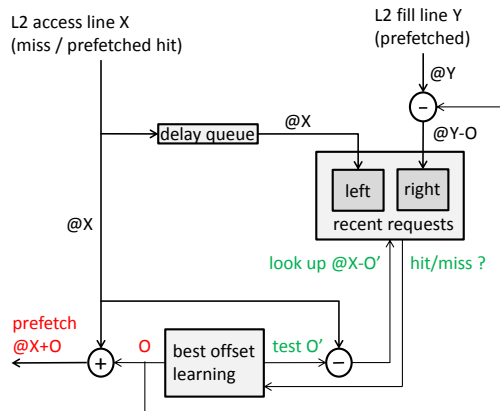 L2 access line X
(miss / prefetched hit)
L2 fill line Y
(prefetched)
@Y
−
delay queue
@X
@Y-O
left
right
recent requests
@X
look up @X-O’
hit/miss ?
prefetch
@X+O
+
O
best offset
learning
test O’
−